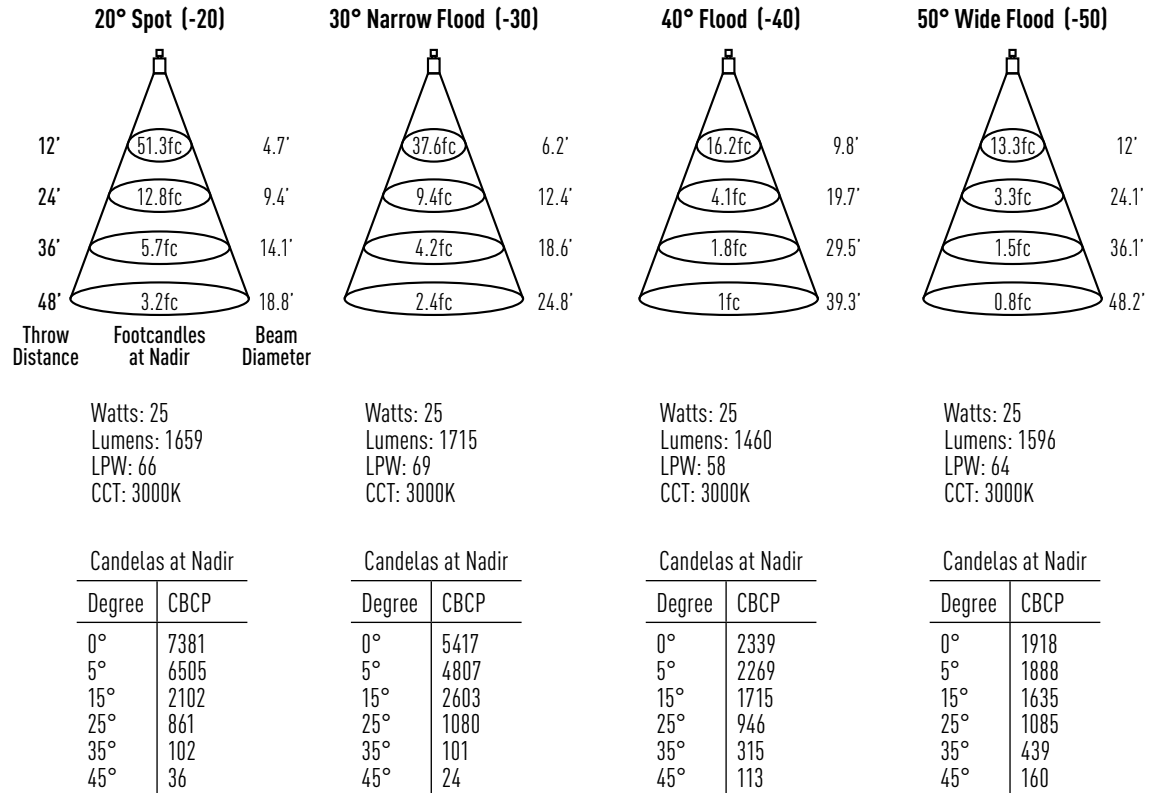 20° Spot (-20)
30° Narrow Flood (-30)
40° Flood (-40)
50° Wide Flood (-50)
12' 51.3fc 4.7' 37.6fc 6.2' 16.2fc 9.8' 13.3fc 12'
24' 12.8fc 9.4' 9.4fc 12.4' 4.1fc 19.7' 3.3fc 24.1'
36' 5.7fc 14.1' 4.2fc 18.6' 1.8fc 29.5' 1.5fc 36.1'
48' 3.2fc 18.8' 2.4fc 24.8' 1fc 39.3' 0.8fc 48.2'
Throw
Distance
Footcandles
at Nadir
Beam
Diameter
Watts: 25
Lumens: 1659
LPW: 66
CCT: 3000K
Watts: 25
Lumens: 1715
LPW: 69
CCT: 3000K
Watts: 25
Lumens: 1460
LPW: 58
CCT: 3000K
Watts: 25
Lumens: 1596
LPW: 64
CCT: 3000K
Candelas at Nadir
Degree CBCP
0° 7381
5° 6505
15° 2102
25° 861
35° 102
45° 36
Candelas at Nadir
Degree CBCP
0° 5417
5° 4807
15° 2603
25° 1080
35° 101
45° 24
Candelas at Nadir
Degree CBCP
0° 2339
5° 2269
15° 1715
25° 946
35° 315
45° 113
Candelas at Nadir
Degree CBCP
0° 1918
5° 1888
15° 1635
25° 1085
35° 439
45° 160